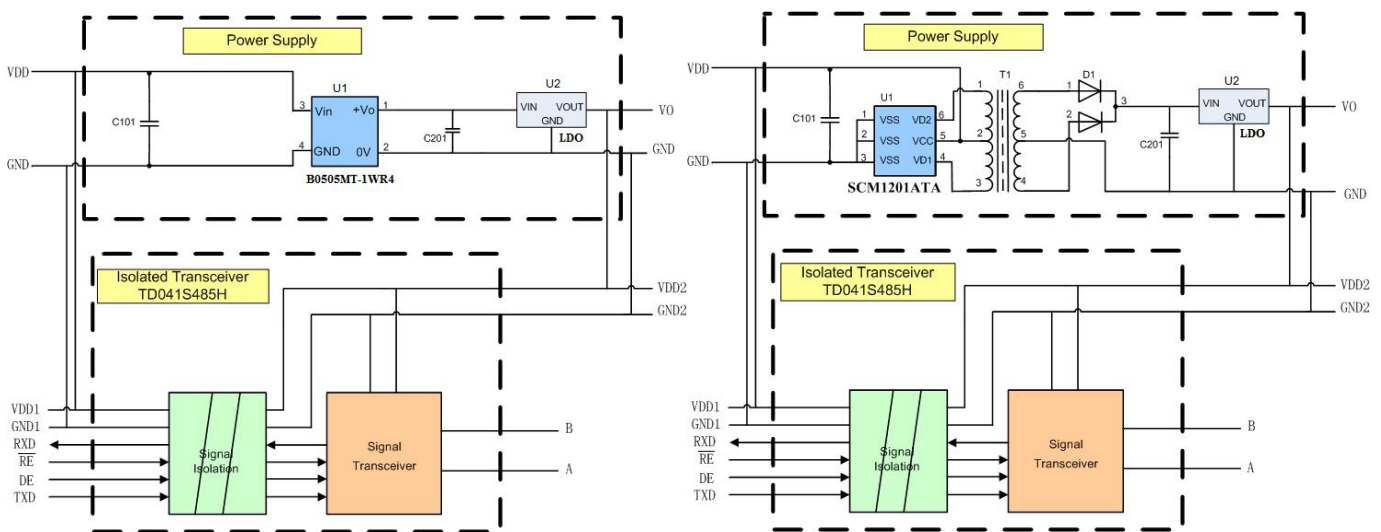 Power Supply
VDD
U1
U2
3
Vin
+Vo
1
VIN
VOUT
VO
GND
LDO
C101
C201
4
GND
0V
2
GND
GND
B0505MT-1WR4
Isolated Transceiver
TD041S485H
VDD2
GND2
VDD1
GND1
RXD
RE
DE
TXD
Signal
Isolation
Signal
Transceiver
B
A
Power Supply
VDD
U1
1
T1
6
1
D1
3
U2
VIN
VOUT
VO
GND
LDO
C101
1
VSS
VD2
6
2
VSS
VCC
5
3
VSS
VD1
4
2
3
5
4
2
C201
GND
GND
SCM1201ATA
Isolated Transceiver
TD041S485H
VDD2
GND2
VDD1
GND1
RXD
RE
DE
TXD
Signal
Isolation
Signal
Transceiver
B
A